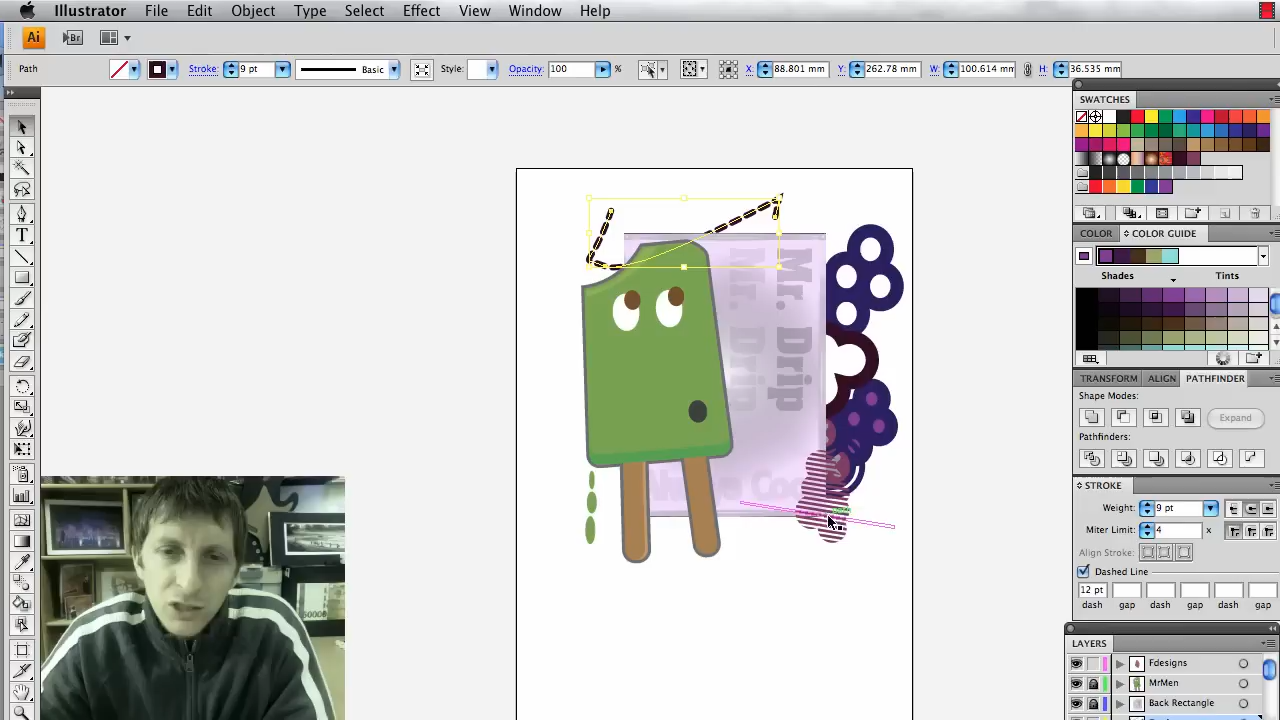 Illustrator File Edit Object Type Select Effect View Window Help
Ai Br
Path Stroke: 9 pt Basic Style: Opacity: 100 % X: 88.801 mm Y: 262.78 mm W: 100.614 mm H: 36.535 mm
SWATCHES
COLOR COLOR GUIDE
Shades Tints
TRANSFORM ALIGN PATHFINDER
Shape Modes:
Expand
Pathfinders:
STROKE
Weight: 9 pt
Miter Limit: 4 x
Align Stroke:
Dashed Line
12 pt
dash gap dash gap dash gap
LAYERS
Fdesigns
MrMen
Back Rectangle
Mr. Drip
Mr. Drip
50000